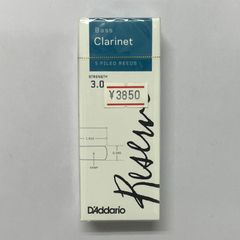 Bass
Clarinet
5 FILED REEDS
STRENGTH
3.0
¥3850
Reserve
D'Addario